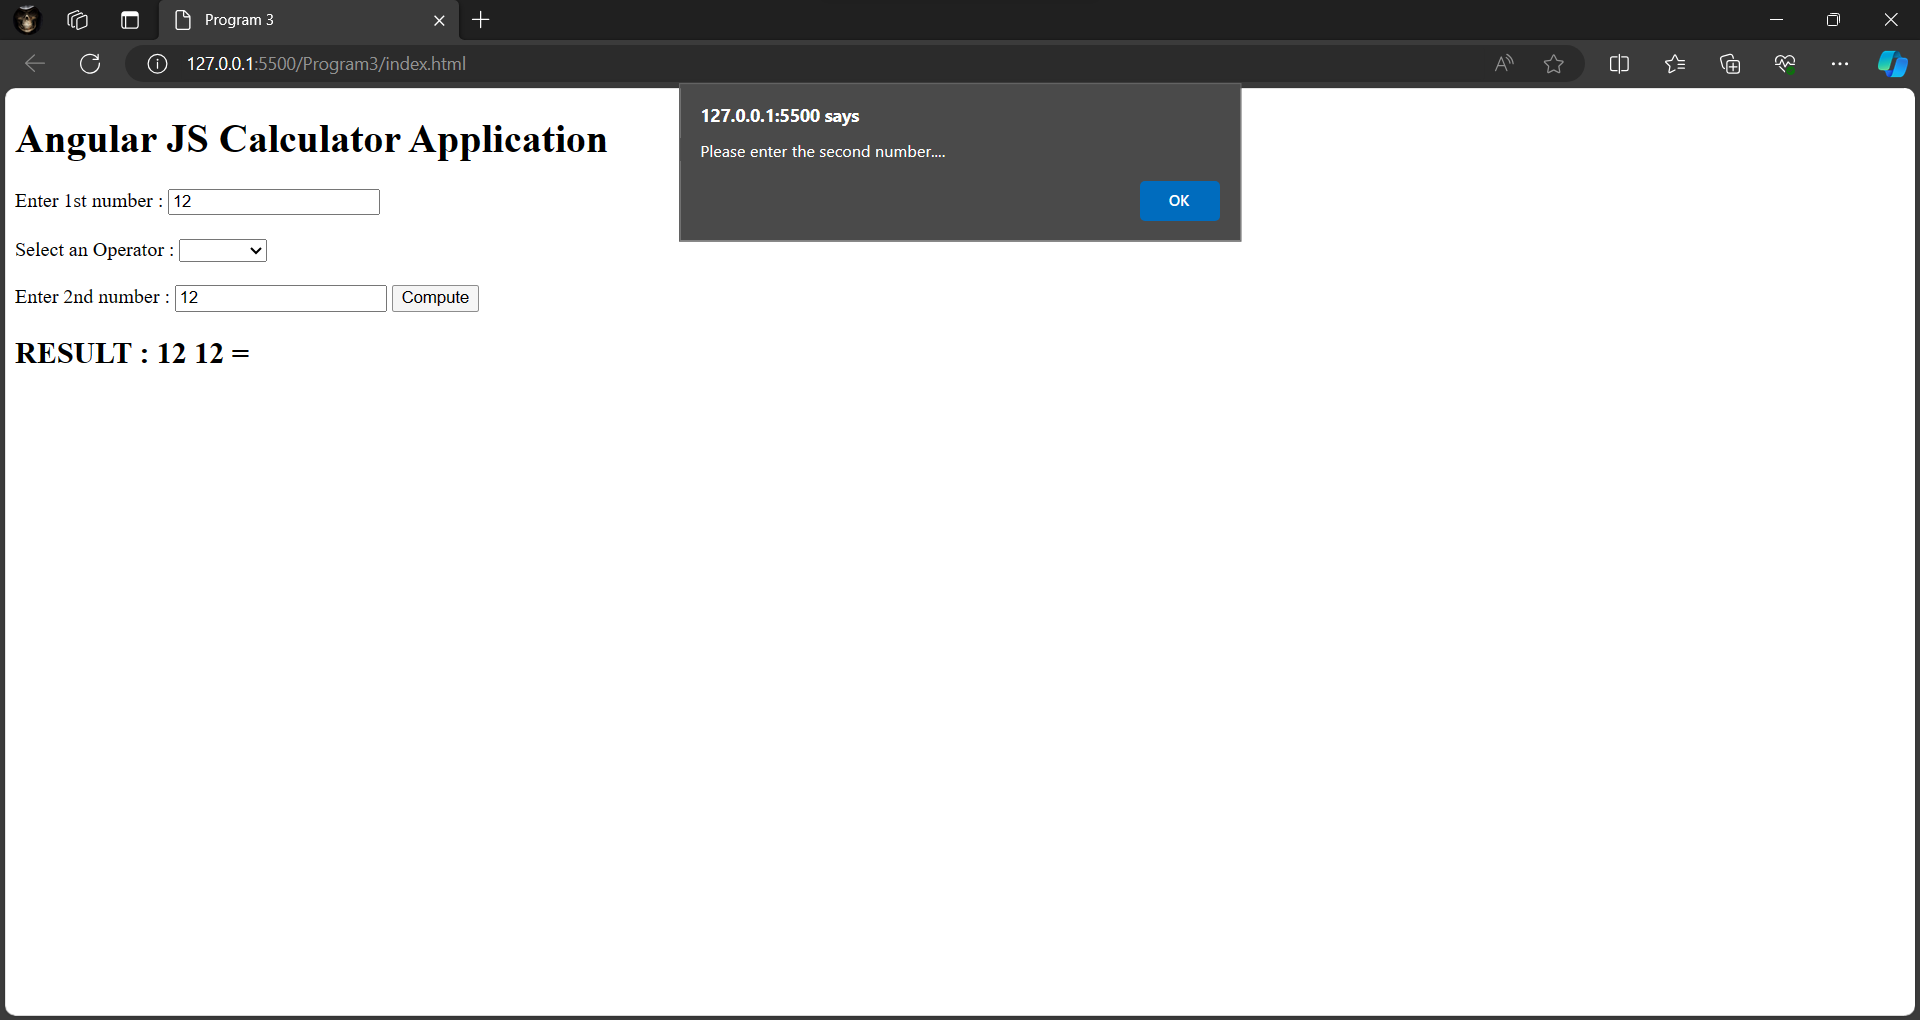 Program 3
127.0.0.1:5500/Program3/index.html
127.0.0.1:5500 says
Please enter the second number....
OK
Angular JS Calculator Application
Enter 1st number : 12
Select an Operator :
Enter 2nd number : 12 Compute
RESULT : 12 12 =